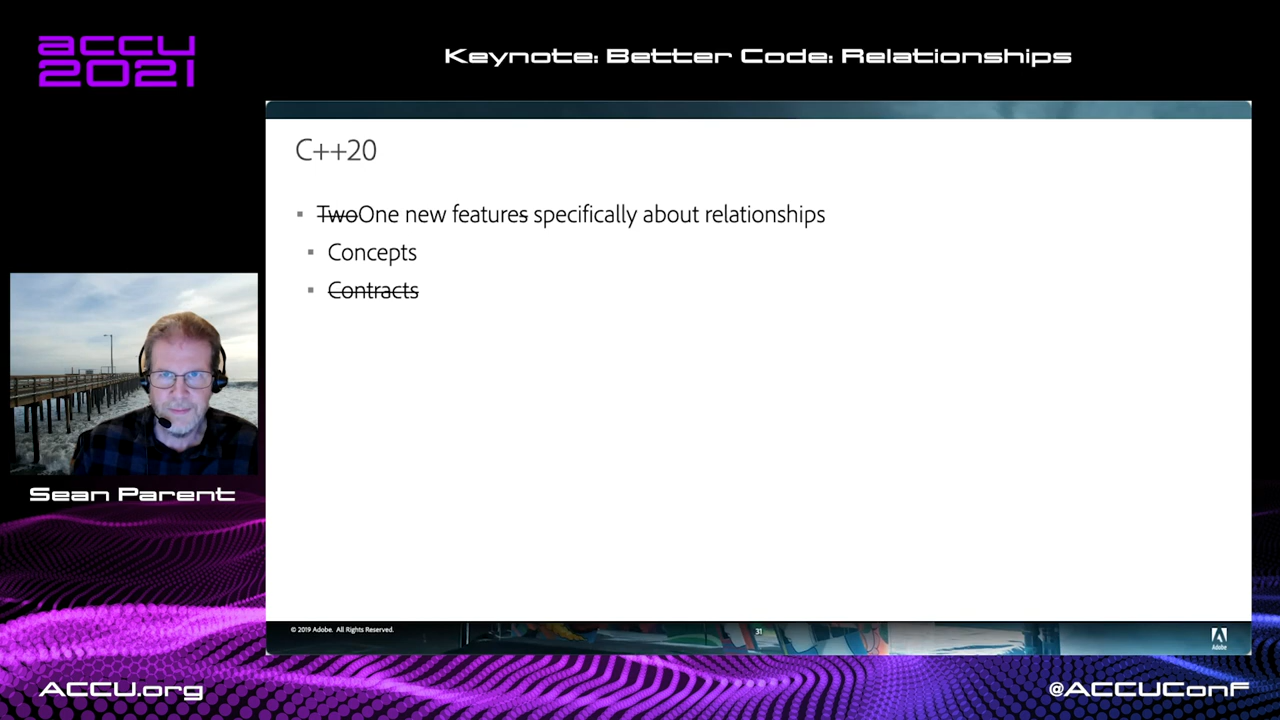 accu
2021
Keynote: Better Code: Relationships
C++20
TwoOne new features specifically about relationships
Concepts
Contracts
Sean Parent
© 2019 Adobe. All Rights Reserved.
31
Adobe
ACCU.org
@ACCUConf